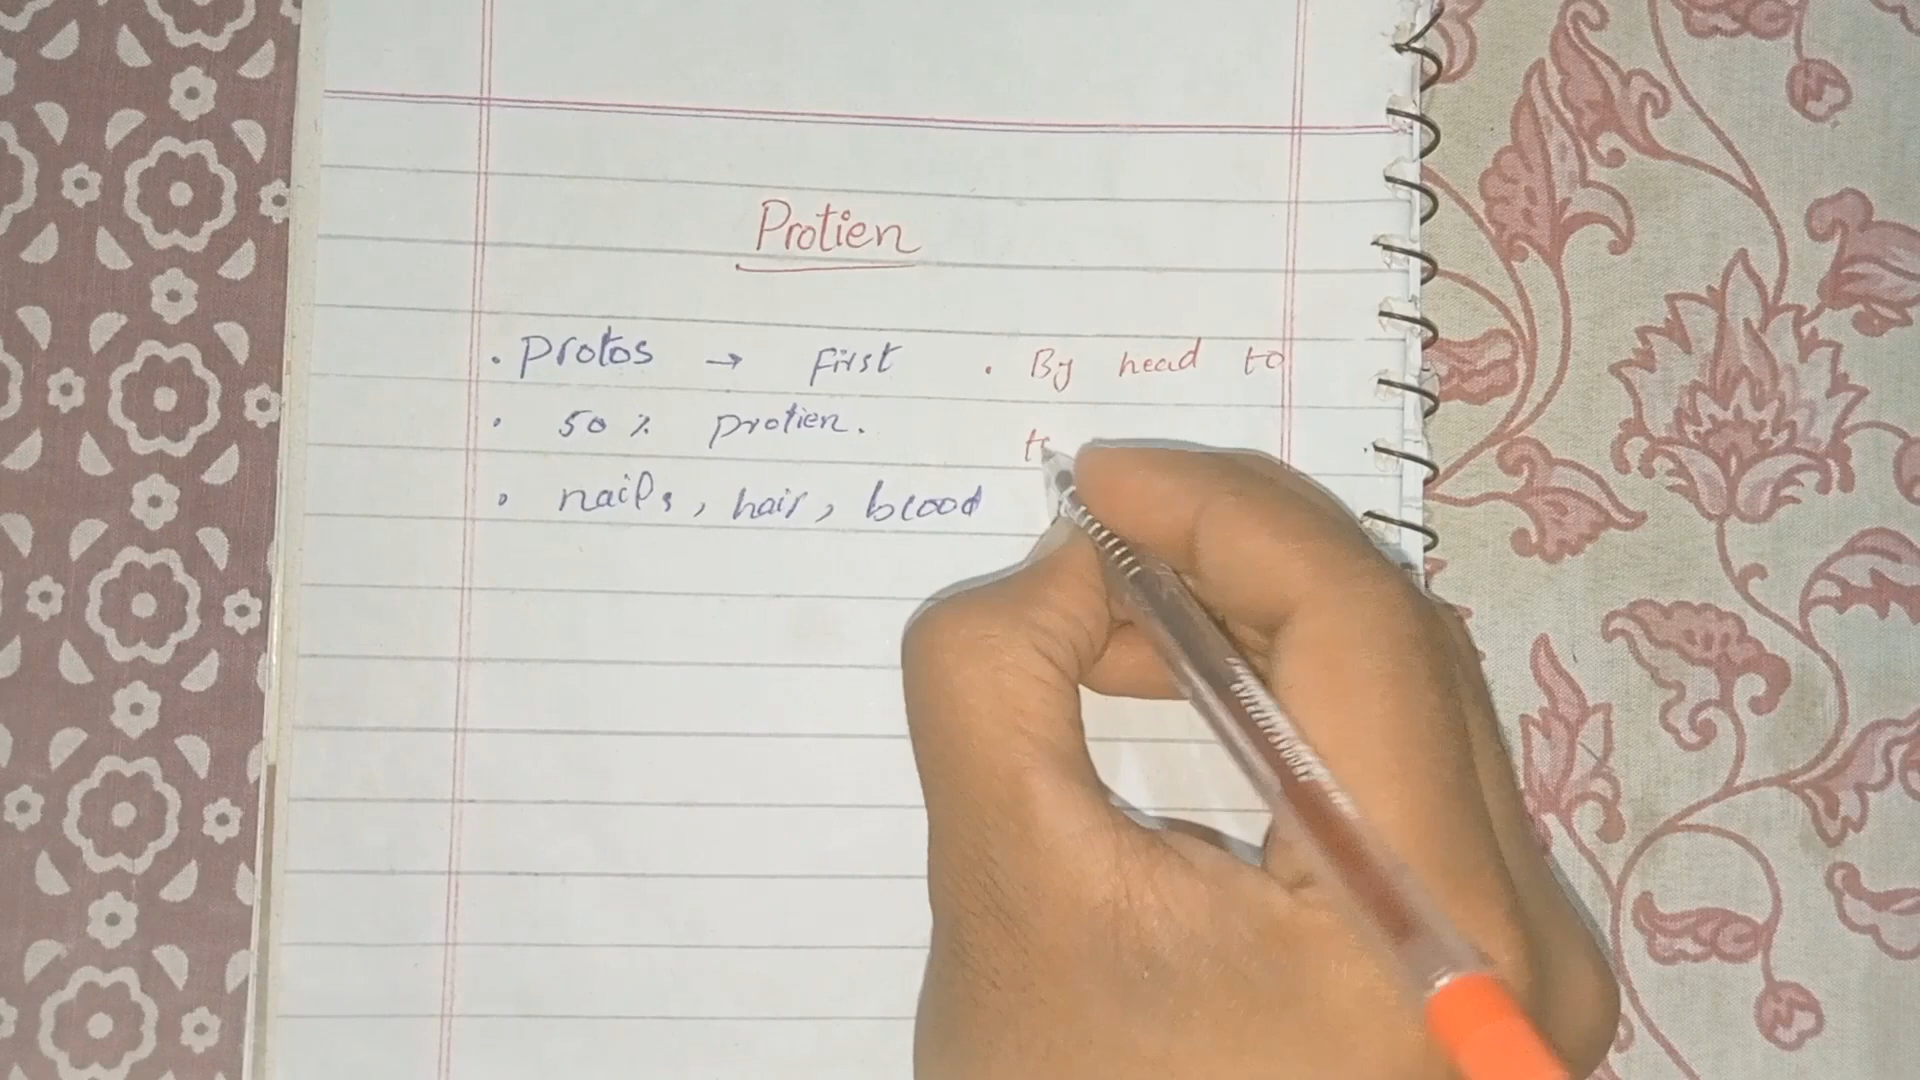 Protien
. Protos → First . By head to
. 50 % protien.
. nails, hair, blood